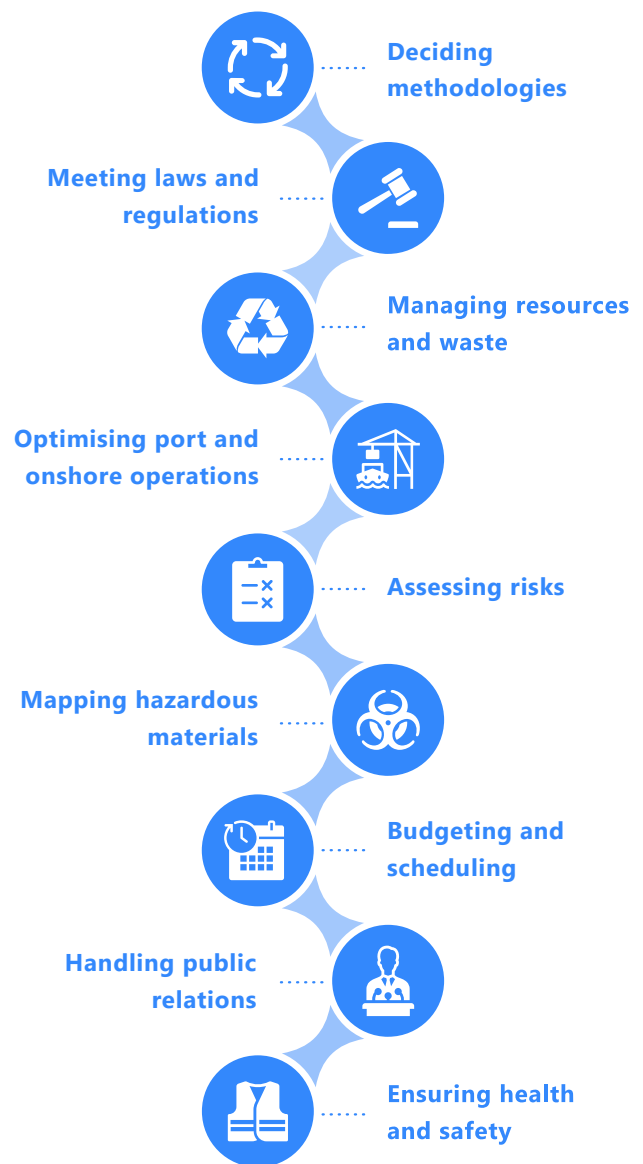 Deciding
methodologies
Meeting laws and
regulations
Managing resources
and waste
Optimising port and
onshore operations
Assessing risks
Mapping hazardous
materials
Budgeting and
scheduling
Handling public
relations
Ensuring health
and safety